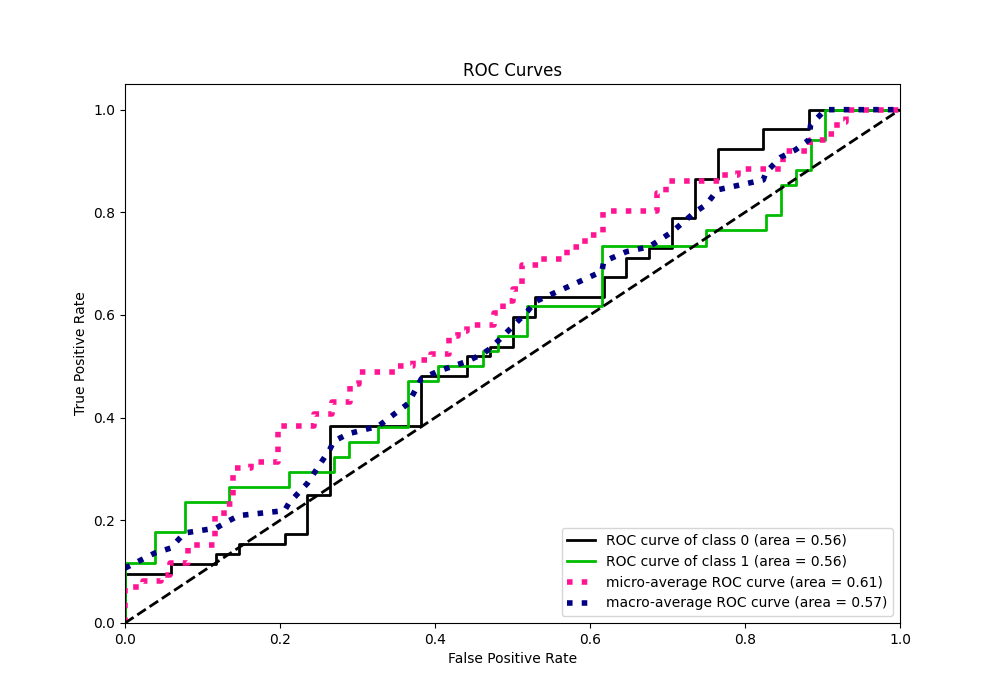 ROC Curves
True Positive Rate
1.0
0.8
0.6
0.4
0.2
0.0
0.0 0.2 0.4 0.6 0.8 1.0
False Positive Rate
ROC curve of class 0 (area = 0.56)
ROC curve of class 1 (area = 0.56)
micro-average ROC curve (area = 0.61)
macro-average ROC curve (area = 0.57)